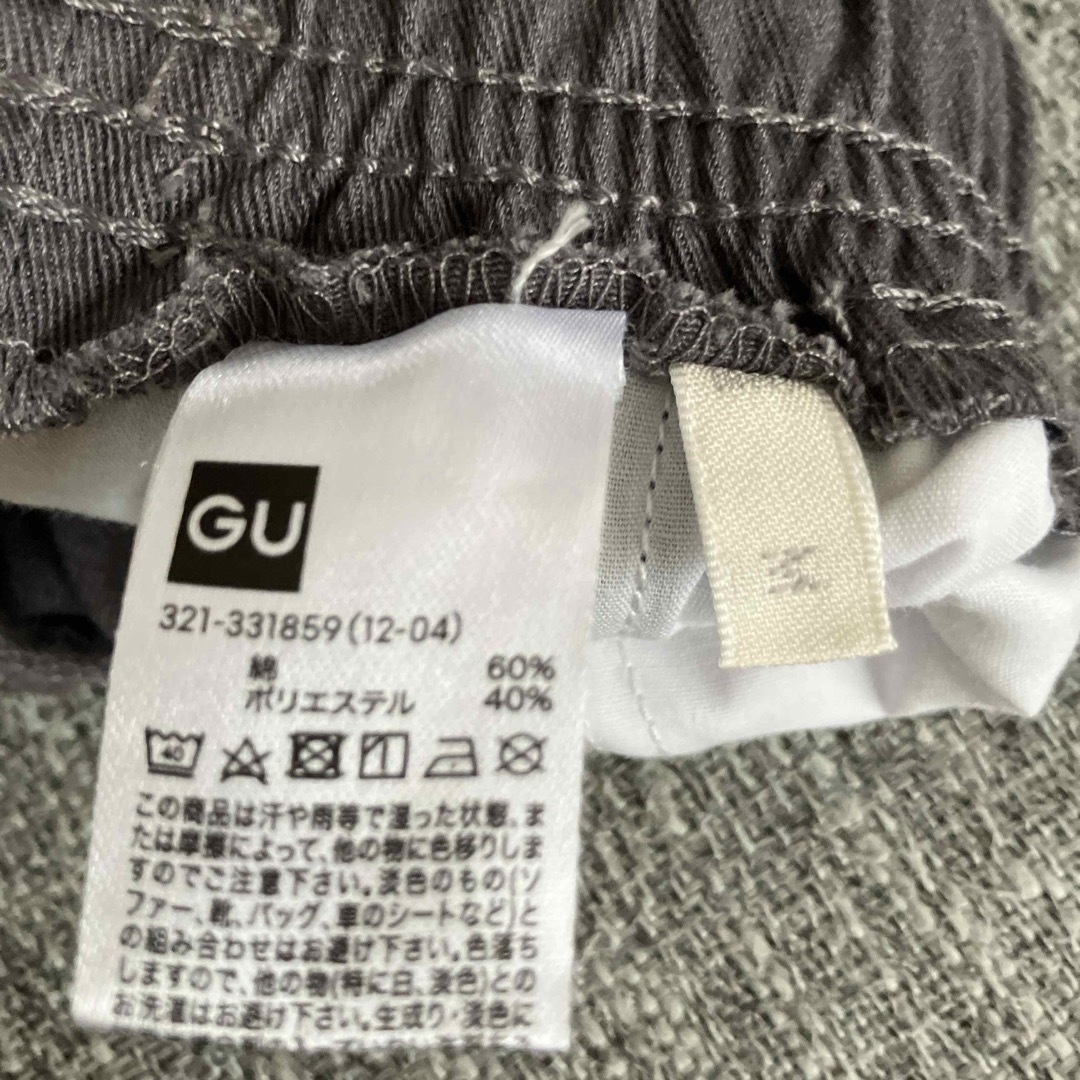 GU
321-331859(12-04)
綿 60%
ポリエステル 40%
40
この商品は汗や雨等で湿った状態、ま
たは摩擦によって、他の物に色移りしま
すのでご注意下さい。淡色のもの(ソ
ファー、靴、バッグ、車のシートなど)と
の組み合わせはお避け下さい。色落ち
しますので、他の物(特に白、淡色)との
お洗濯はお避け下さい。生成り・淡色に